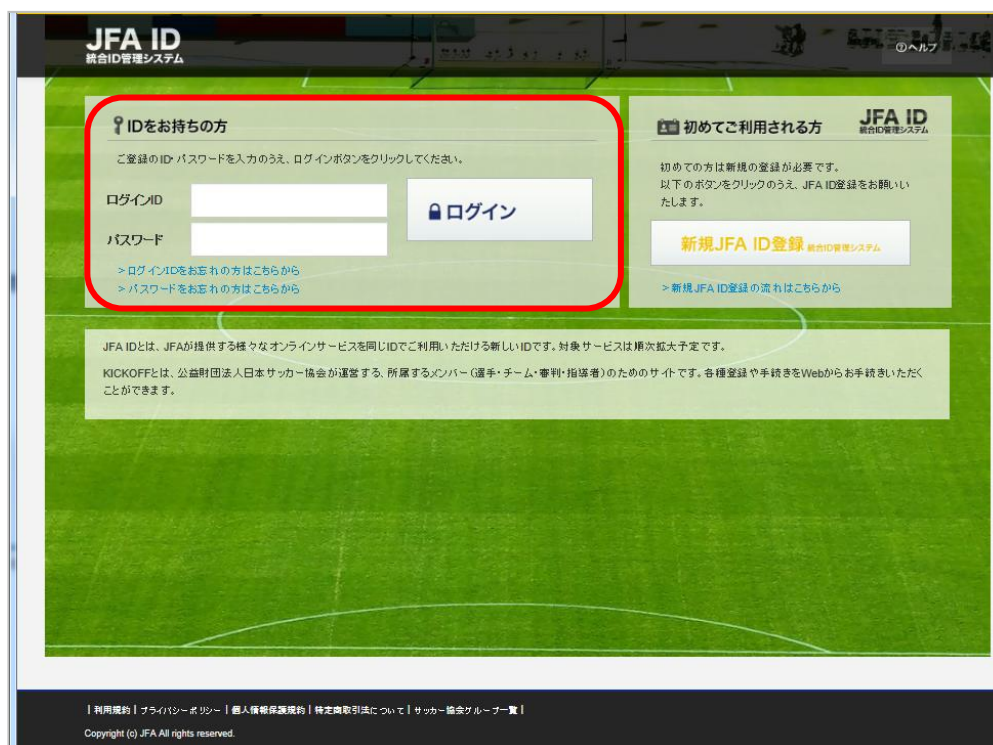 JFA ID
統合ID管理システム
?ヘルプ
IDをお持ちの方
ご登録のID・パスワードを入力のうえ、ログインボタンをクリックしてください。
ログインID
パスワード
ログイン
>ログインIDをお忘れの方はこちらから
>パスワードをお忘れの方はこちらから
初めてご利用される方
JFA ID
統合ID管理システム
初めての方は新規の登録が必要です。
以下のボタンをクリックのうえ、JFA ID登録をお願いい
たします。
新規JFA ID登録 統合ID管理システム
>新規JFA ID登録の流れはこちらから
JFA IDとは、JFAが提供する様々なオンラインサービスを同じIDでご利用いただける新しいIDです。対象サービスは順次拡大予定です。
KICKOFFとは、公益財団法人日本サッカー協会が運営する、所属するメンバー(選手・チーム・審判・指導者)のためのサイトです。各種登録や手続きをWebからお手続きいただく
ことができます。
|利用規約|プライバシーポリシー|個人情報保護規約|特定商取引法について|サッカー協会グループ一覧|
Copyright (c) JFA All rights reserved.